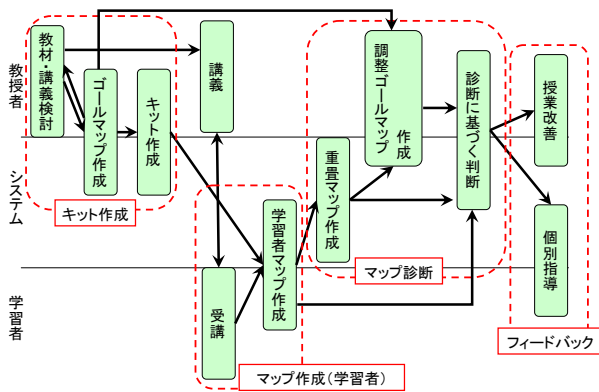 教授者
システム
学習者
教材・講義検討
ゴールマップ作成
キット作成
キット作成
講義
受講
学習者マップ作成
マップ作成（学習者）
重畳マップ作成
調整ゴールマップ
作成
診断に基づく判断
マップ診断
授業改善
個別指導
フィードバック